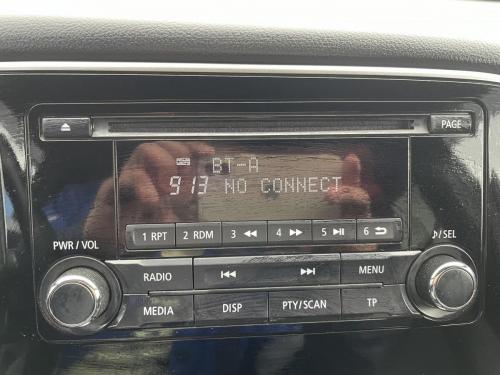 PAGE
BT-A
913 NO CONNECT
1 RPT 2 RDM 3 4 5 6
PWR / VOL
♪/SEL
RADIO MENU
MEDIA DISP PTY/SCAN TP